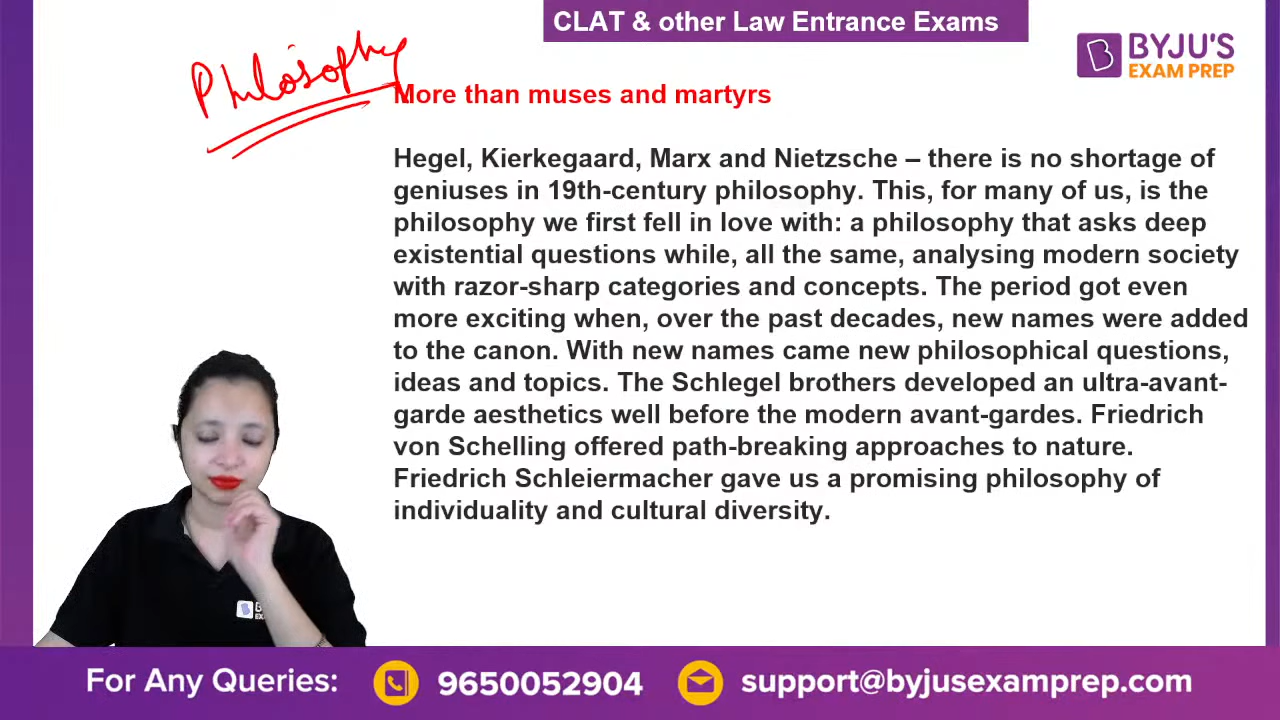 CLAT & other Law Entrance Exams
BYJU'S
EXAM PREP
Philosophy
More than muses and martyrs
Hegel, Kierkegaard, Marx and Nietzsche – there is no shortage of
geniuses in 19th-century philosophy. This, for many of us, is the
philosophy we first fell in love with: a philosophy that asks deep
existential questions while, all the same, analysing modern society
with razor-sharp categories and concepts. The period got even
more exciting when, over the past decades, new names were added
to the canon. With new names came new philosophical questions,
ideas and topics. The Schlegel brothers developed an ultra-avant-
garde aesthetics well before the modern avant-gardes. Friedrich
von Schelling offered path-breaking approaches to nature.
Friedrich Schleiermacher gave us a promising philosophy of
individuality and cultural diversity.
For Any Queries:
9650052904
support@byjusexamprep.com